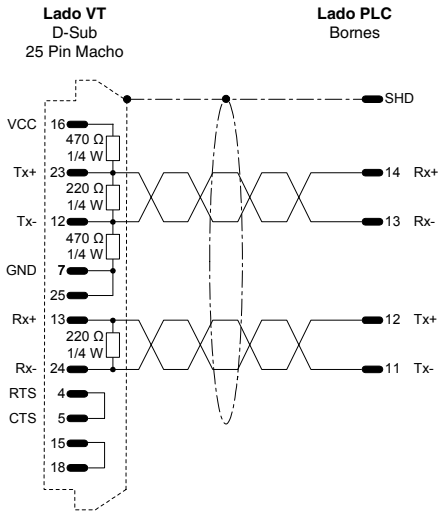 Lado VT
D-Sub
25 Pin Macho
Lado PLC
Bornes
SHD
VCC 16
470 Ω
1/4 W
Tx+ 23
14 Rx+
220 Ω
1/4 W
Tx- 12
13 Rx-
470 Ω
1/4 W
GND 7
25
Rx+ 13
12 Tx+
220 Ω
1/4 W
Rx- 24
11 Tx-
RTS 4
CTS 5
15
18